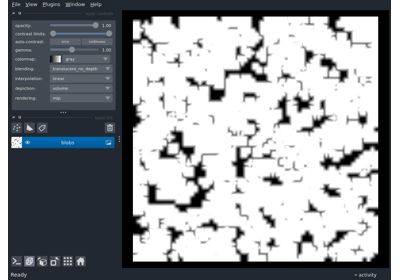 File View Plugins Window Help
opacity: 1.00
contrast limits:
auto-contrast: once continuous
gamma: 1.00
colormap: gray
blending: translucent_no_depth
interpolation: linear
depiction: volume
rendering: mip
blobs
Ready
activity